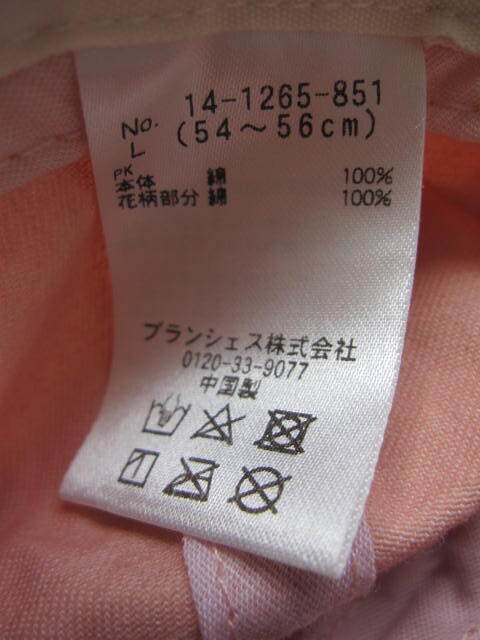 No. 14-1265-851
L (54～56cm)
PK
本体 綿 100%
花柄部分 綿 100%
ブランシェス株式会社
0120-33-9077
中国製